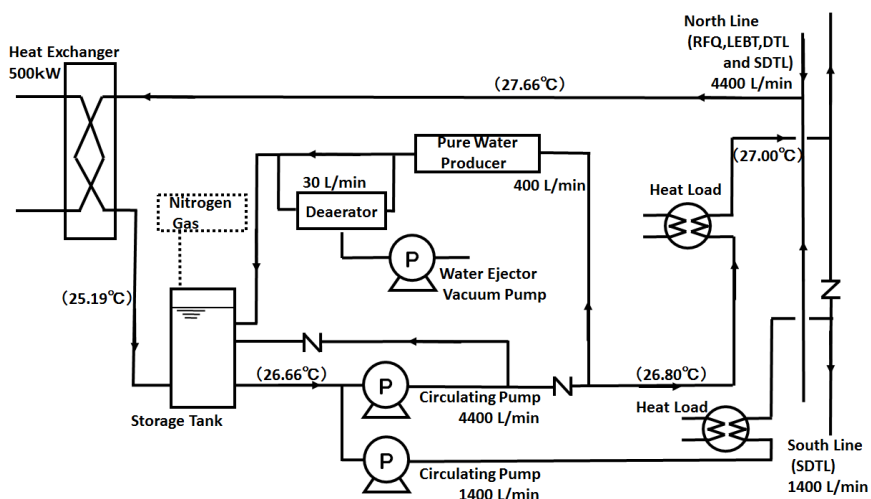 North Line
(RFQ,LEBT,DTL
and SDTL)
4400 L/min
Heat Exchanger
500kW
(27.66℃)
Pure Water
Producer
(27.00℃)
30 L/min
400 L/min
Heat Load
Nitrogen
Gas
Deaerator
P
Water Ejector
Vacuum Pump
(25.19℃)
(26.66℃)
P
(26.80℃)
Circulating Pump
4400 L/min
Heat Load
Storage Tank
P
South Line
(SDTL)
1400 L/min
Circulating Pump
1400 L/min